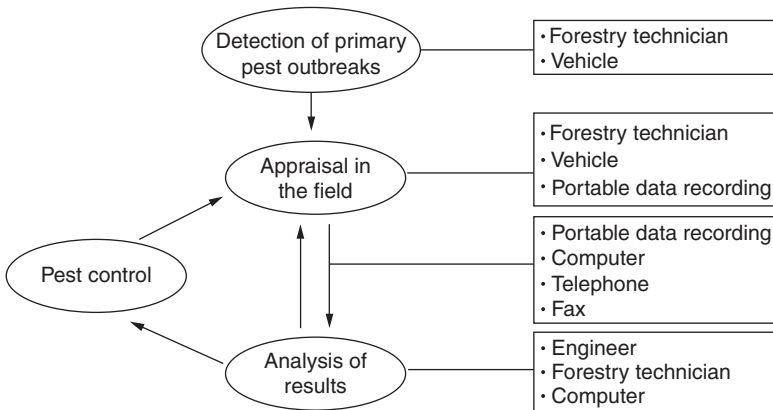 Detection of primary
pest outbreaks
· Forestry technician
· Vehicle
Appraisal in
the field
· Forestry technician
· Vehicle
· Portable data recording
Pest control
· Portable data recording
· Computer
· Telephone
· Fax
Analysis of
results
· Engineer
· Forestry technician
· Computer